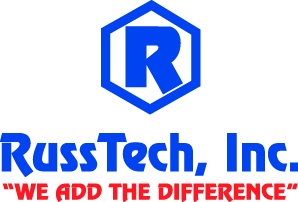 R
RussTech, Inc.
“WE ADD THE DIFFERENCE”